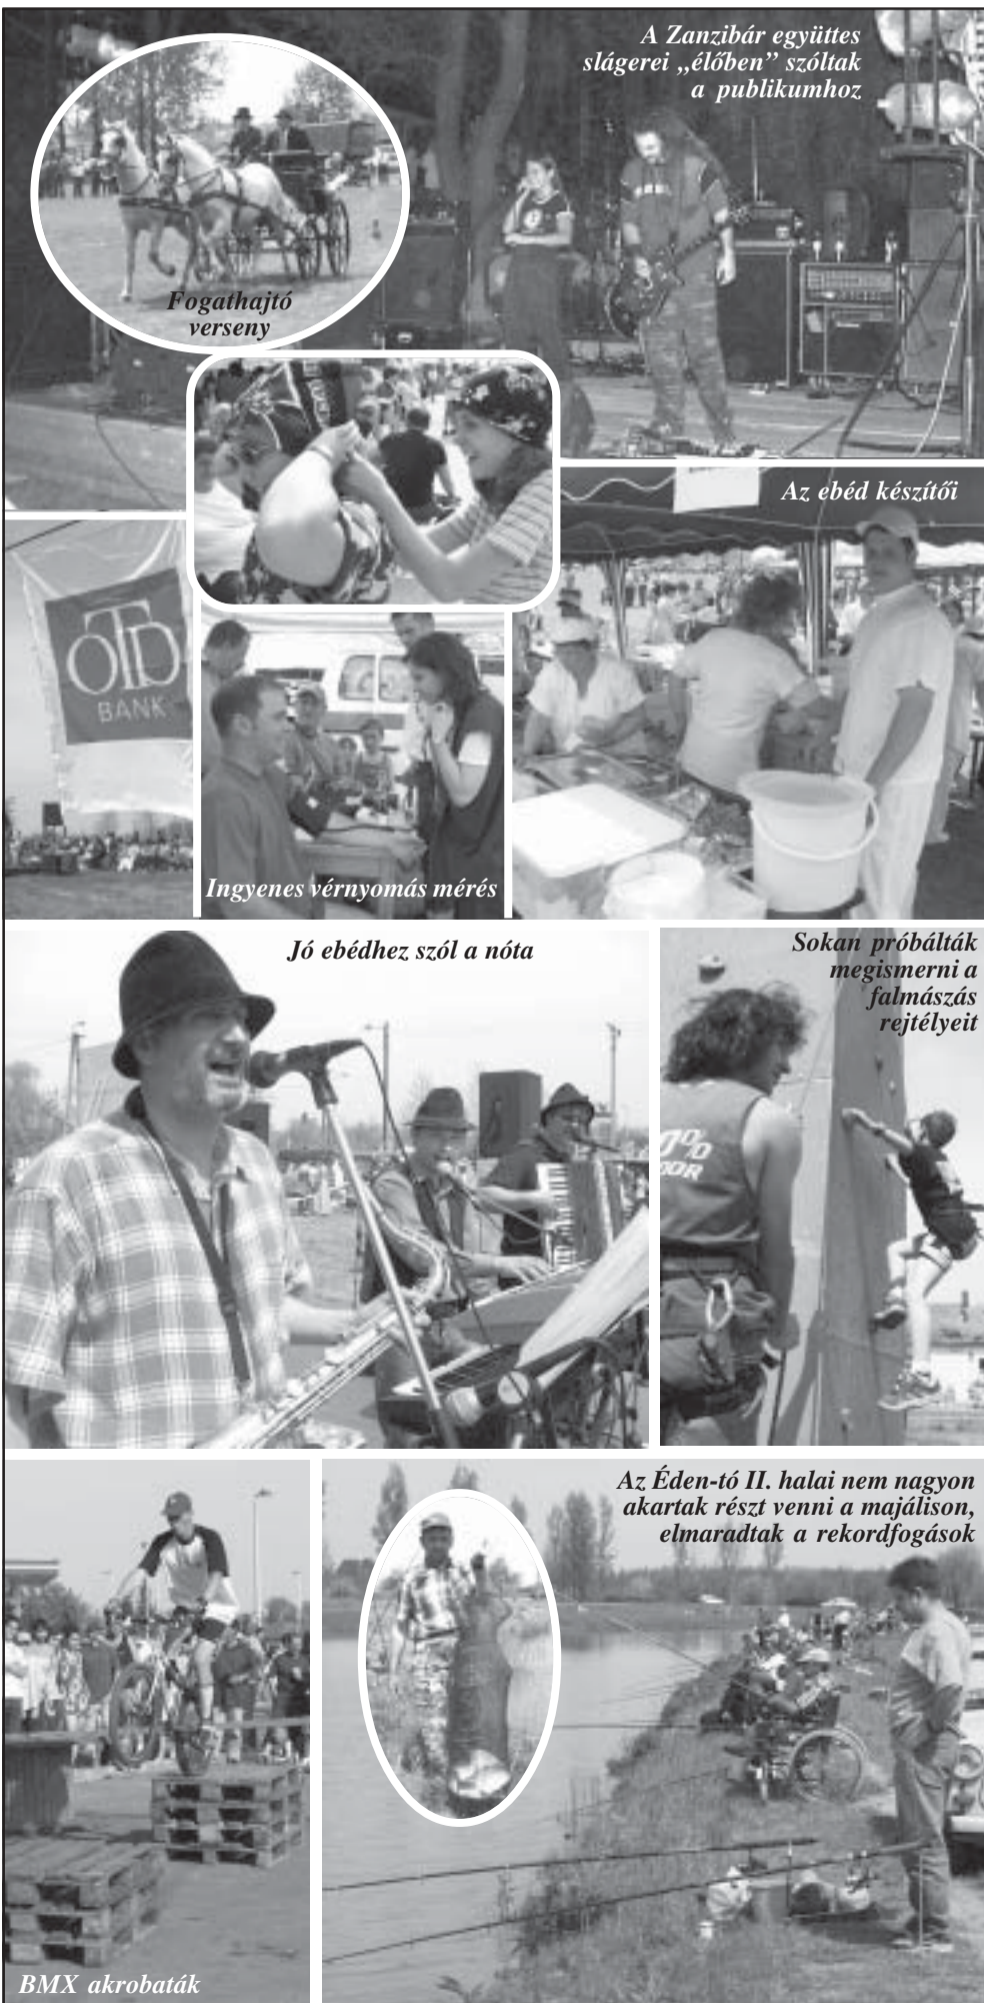 A Zanzibár együttes
slágerei „élőben” szóltak
a publikumhoz
Fogathajtó
verseny
Az ebéd készítői
OTP
BANK
Ingyenes vérnyomás mérés
Jó ebédhez szól a nóta
Sokan próbálták
megismerni a
falmászás
rejtélyeit
Az Éden-tó II. halai nem nagyon
akartak részt venni a majálison,
elmaradtak a rekordfogások
BMX akrobaták